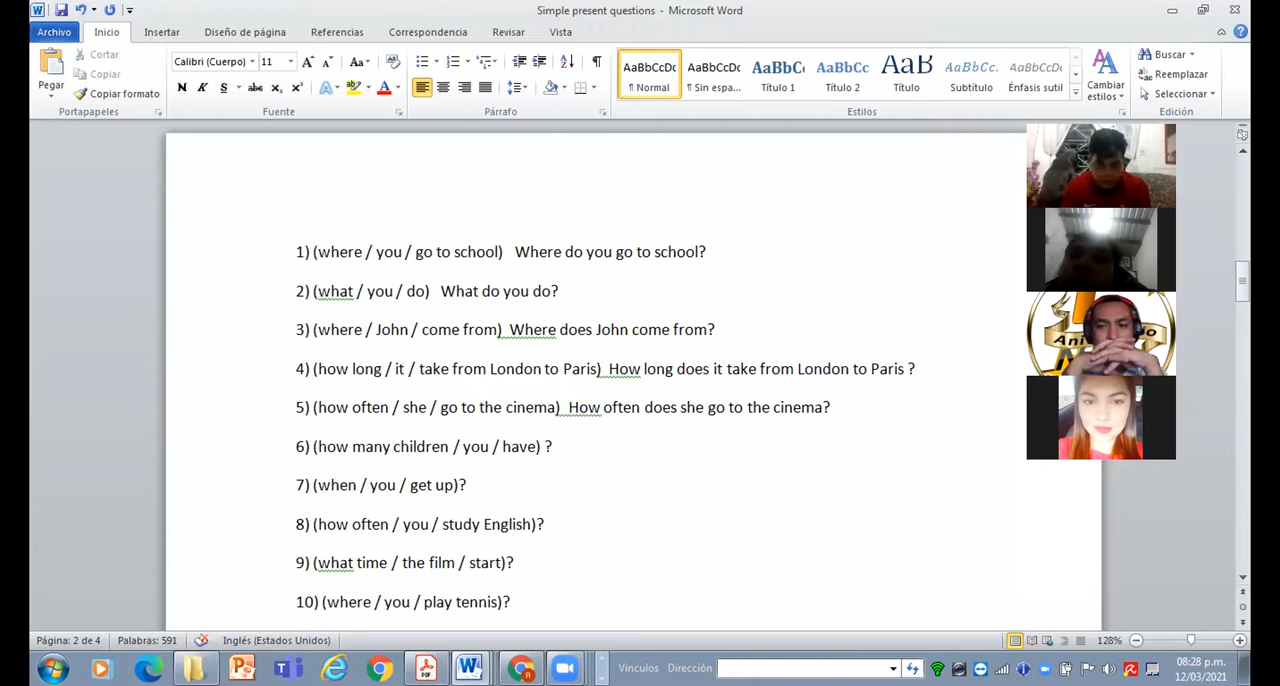 Simple present questions - Microsoft Word
Archivo Inicio Insertar Diseño de página Referencias Correspondencia Revisar Vista
Pegar
Cortar
Copiar
Copiar formato
Portapapeles
Calibri (Cuerpo) 11
N K S abc x₂ x²
Fuente
Párrafo
AaBbCcDc AaBbCcDc AaBbC AaBbCc AaB AaBbCc. AaBbCcDc
¶ Normal ¶ Sin espa... Título 1 Título 2 Título Subtítulo Énfasis sutil
Cambiar estilos
Estilos
Buscar
Reemplazar
Seleccionar
Edición
1) (where / you / go to school) Where do you go to school?
2) (what / you / do) What do you do?
3) (where / John / come from) Where does John come from?
4) (how long / it / take from London to Paris) How long does it take from London to Paris ?
5) (how often / she / go to the cinema) How often does she go to the cinema?
6) (how many children / you / have) ?
7) (when / you / get up)?
8) (how often / you / study English)?
9) (what time / the film / start)?
10) (where / you / play tennis)?
Página: 2 de 4 Palabras: 591 Inglés (Estados Unidos) 128%
Vínculos Dirección
08:28 p.m.
12/03/2021